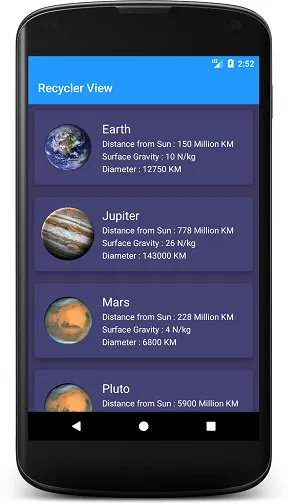 LTE 2:52
Recycler View
Earth
Distance from Sun : 150 Million KM
Surface Gravity : 10 N/kg
Diameter : 12750 KM
Jupiter
Distance from Sun : 778 Million KM
Surface Gravity : 26 N/kg
Diameter : 143000 KM
Mars
Distance from Sun : 228 Million KM
Surface Gravity : 4 N/kg
Diameter : 6800 KM
Pluto
Distance from Sun : 5900 Million KM